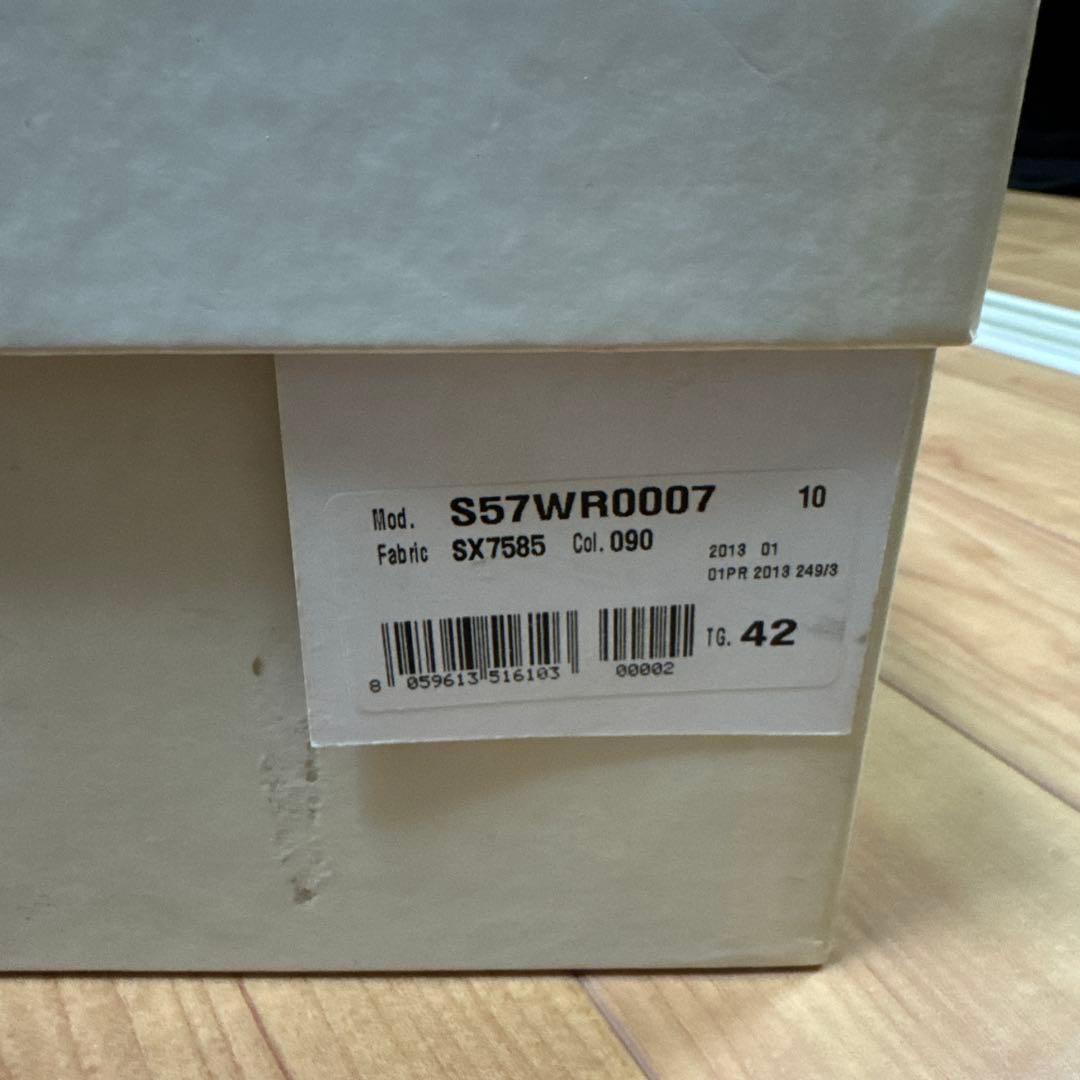 Mod. S57WR0007 10
Fabric SX7585 Col. 090
2013 01
01PR 2013 249/3
TG. 42
8 059613 516103 00002